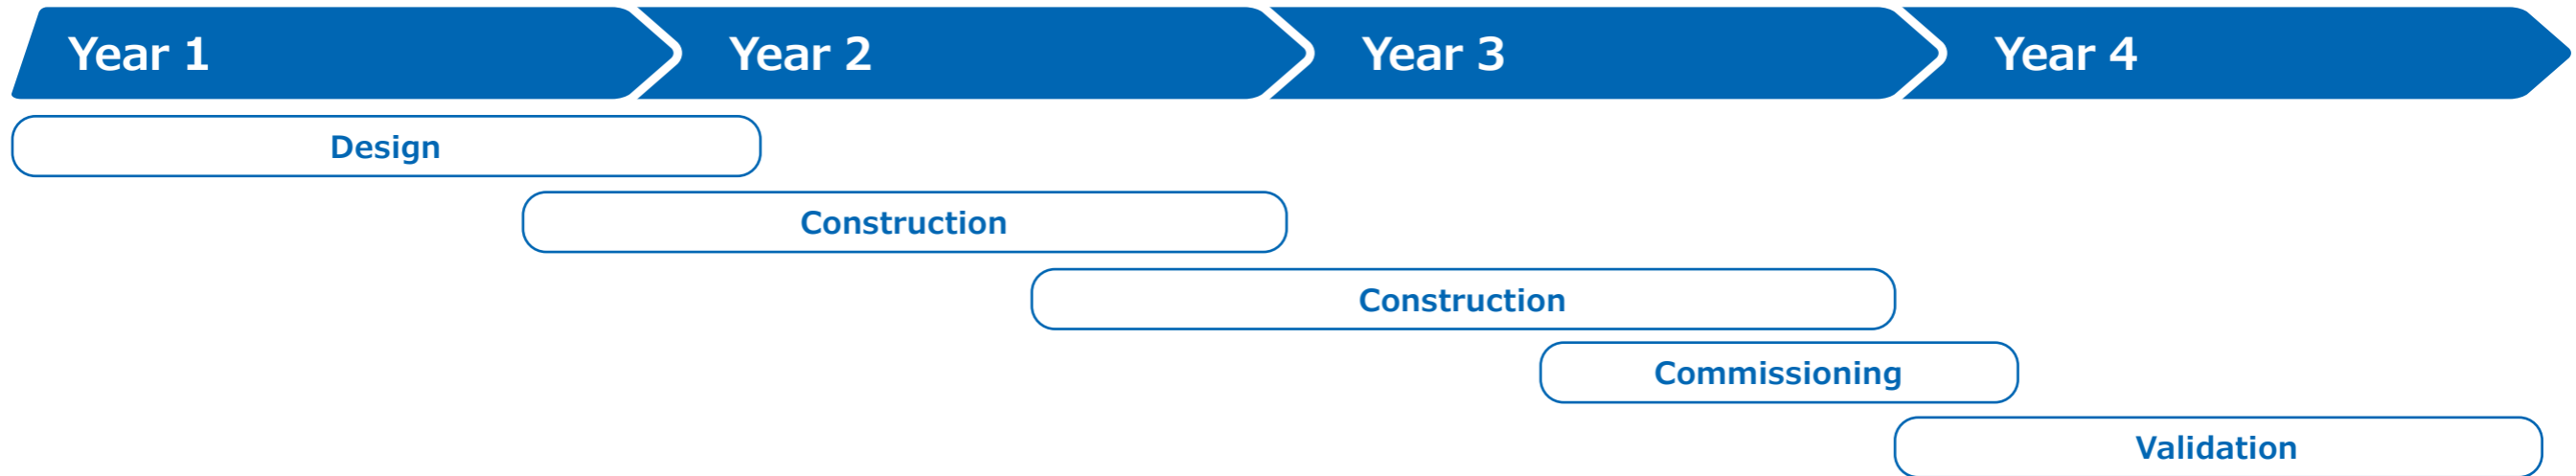 Year 1 Year 2 Year 3 Year 4
Design
Construction
Construction
Commissioning
Validation